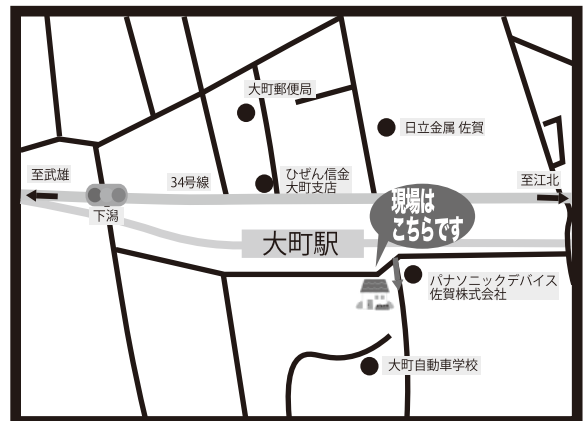 大町郵便局
日立金属 佐賀
至武雄
34号線
ひぜん信金
大町支店
至江北
下潟
現場は
こちらです
大町駅
パナソニックデバイス
佐賀株式会社
大町自動車学校